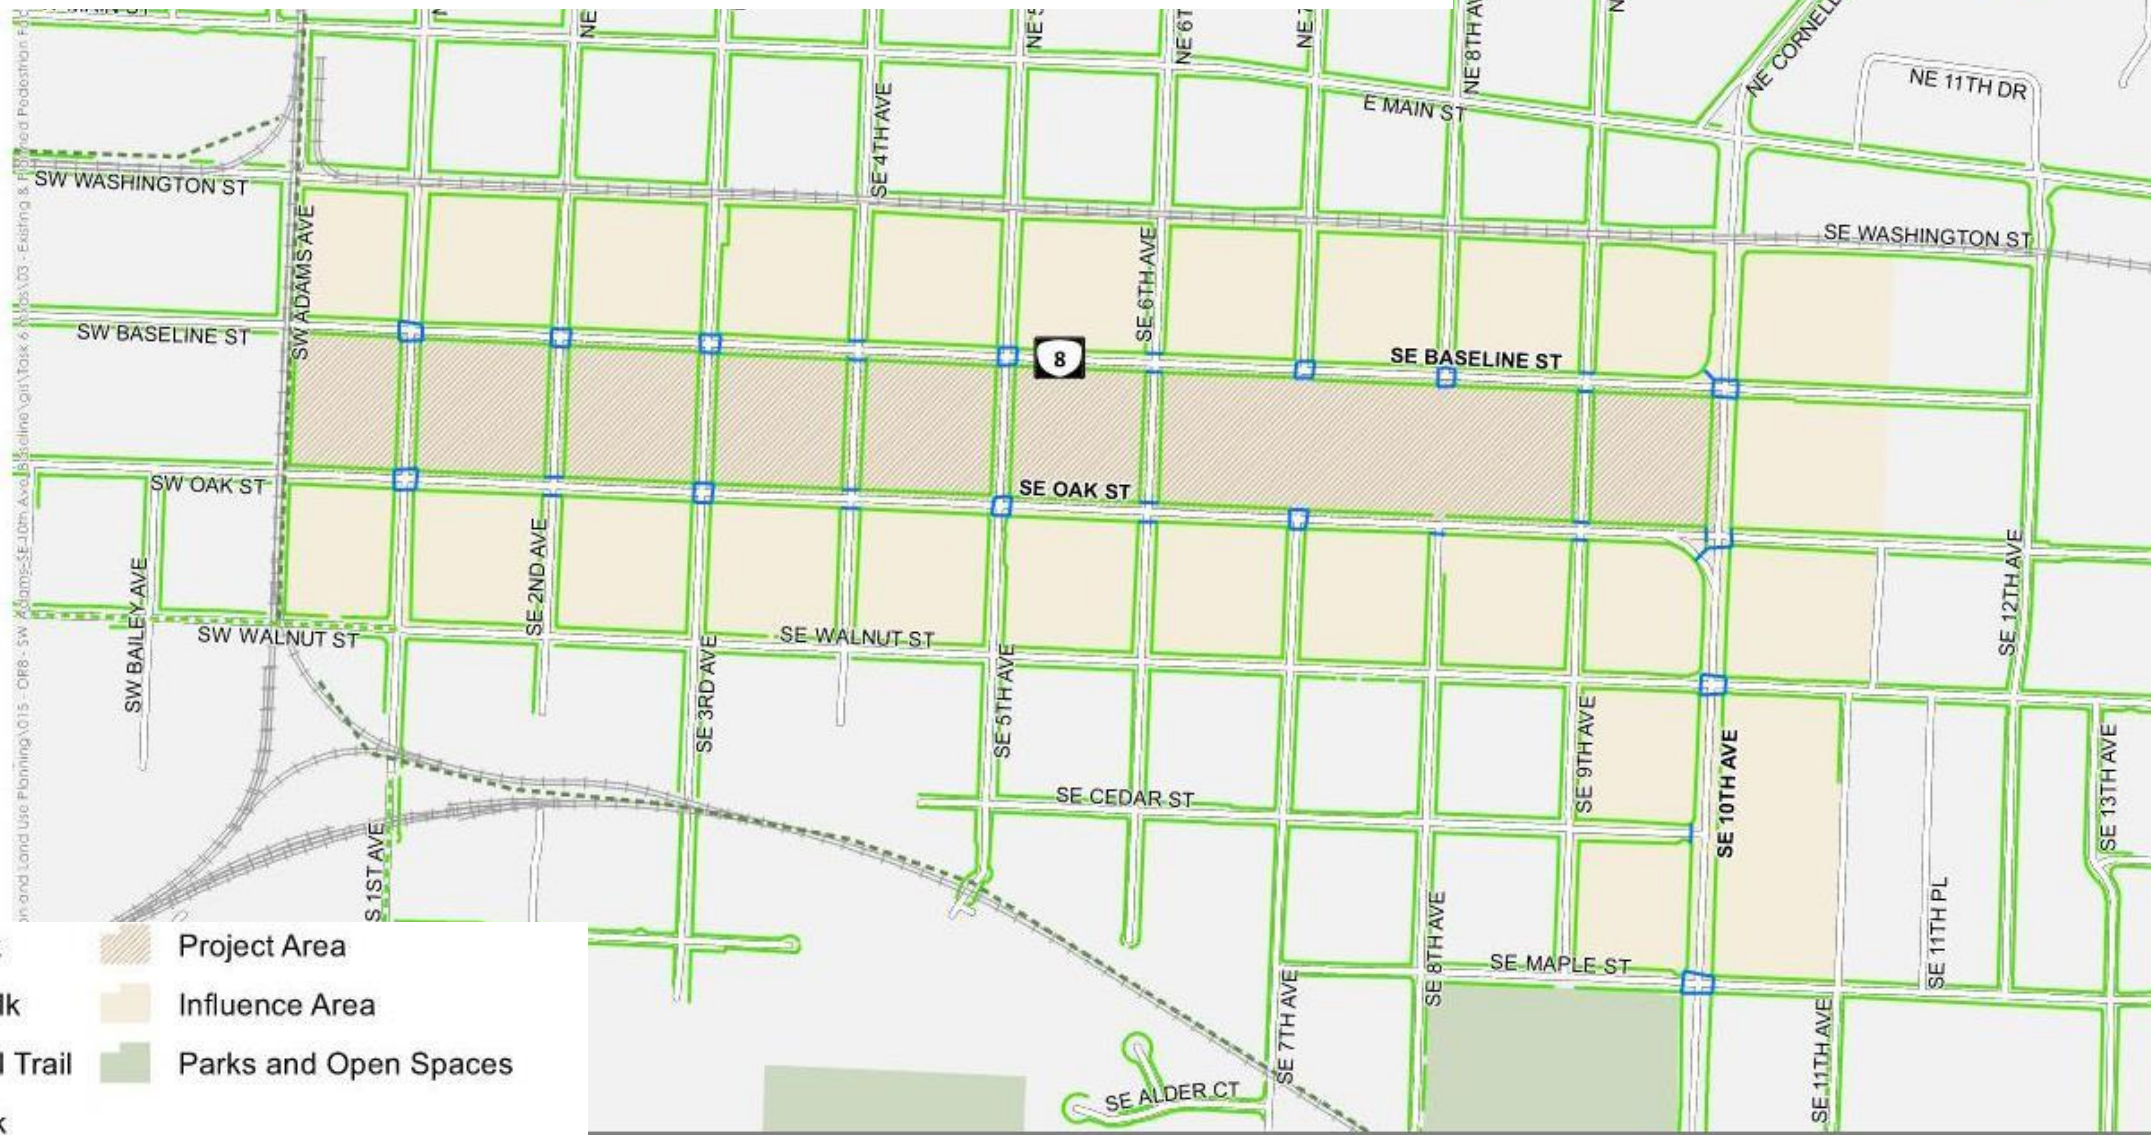 NE 8TH AVE
NE CORNELL
NE 11TH DR
E MAIN ST
SE 4TH AVE
SW WASHINGTON ST
SE WASHINGTON ST
SW ADAMS AVE
SE 6TH AVE
SW BASELINE ST
8
SE BASELINE ST
SW OAK ST
SE OAK ST
SW BAILEY AVE
SE 2ND AVE
SE 12TH AVE
SW WALNUT ST
SE WALNUT ST
SE 3RD AVE
SE 5TH AVE
SE 9TH AVE
SE 10TH AVE
SE 13TH AVE
SE CEDAR ST
S 1ST AVE
SE 8TH AVE
SE 11TH PL
SE MAPLE ST
SE 7TH AVE
SE 11TH AVE
SE ALDER CT
Project Area
lk Influence Area
l Trail Parks and Open Spaces
k